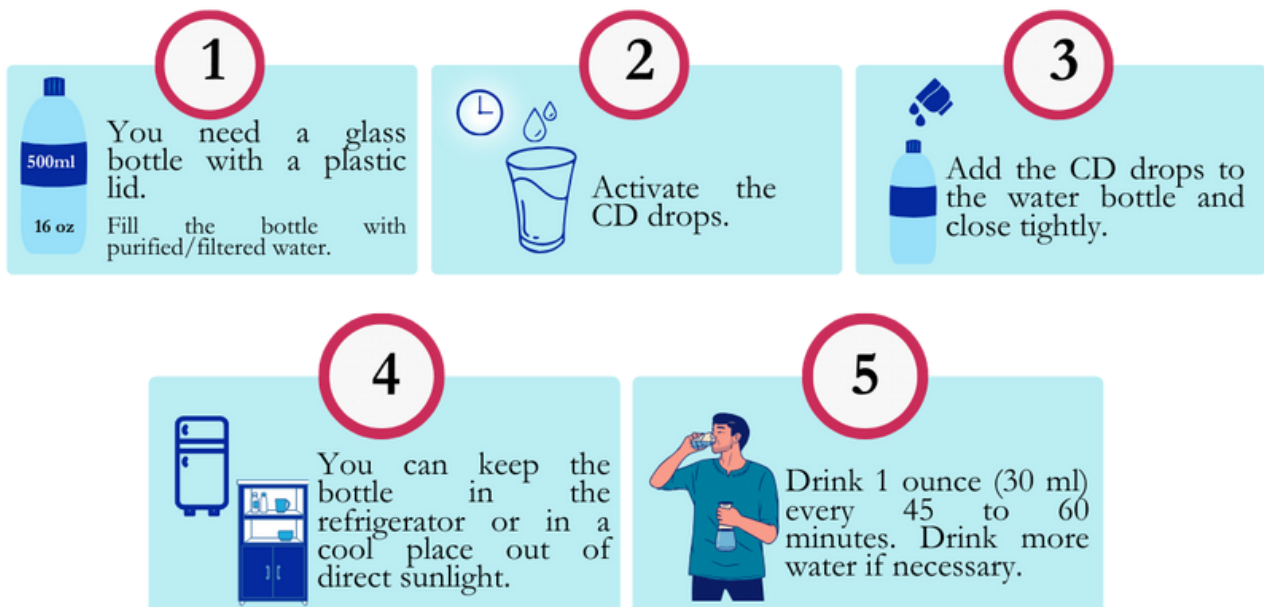 1
You need a glass
bottle with a plastic
lid.
Fill the bottle with
purified/filtered water.
500ml
16 oz
2
Activate the
CD drops.
3
Add the CD drops to
the water bottle and
close tightly.
4
You can keep the
bottle in the
refrigerator or in a
cool place out of
direct sunlight.
5
Drink 1 ounce (30 ml)
every 45 to 60
minutes. Drink more
water if necessary.